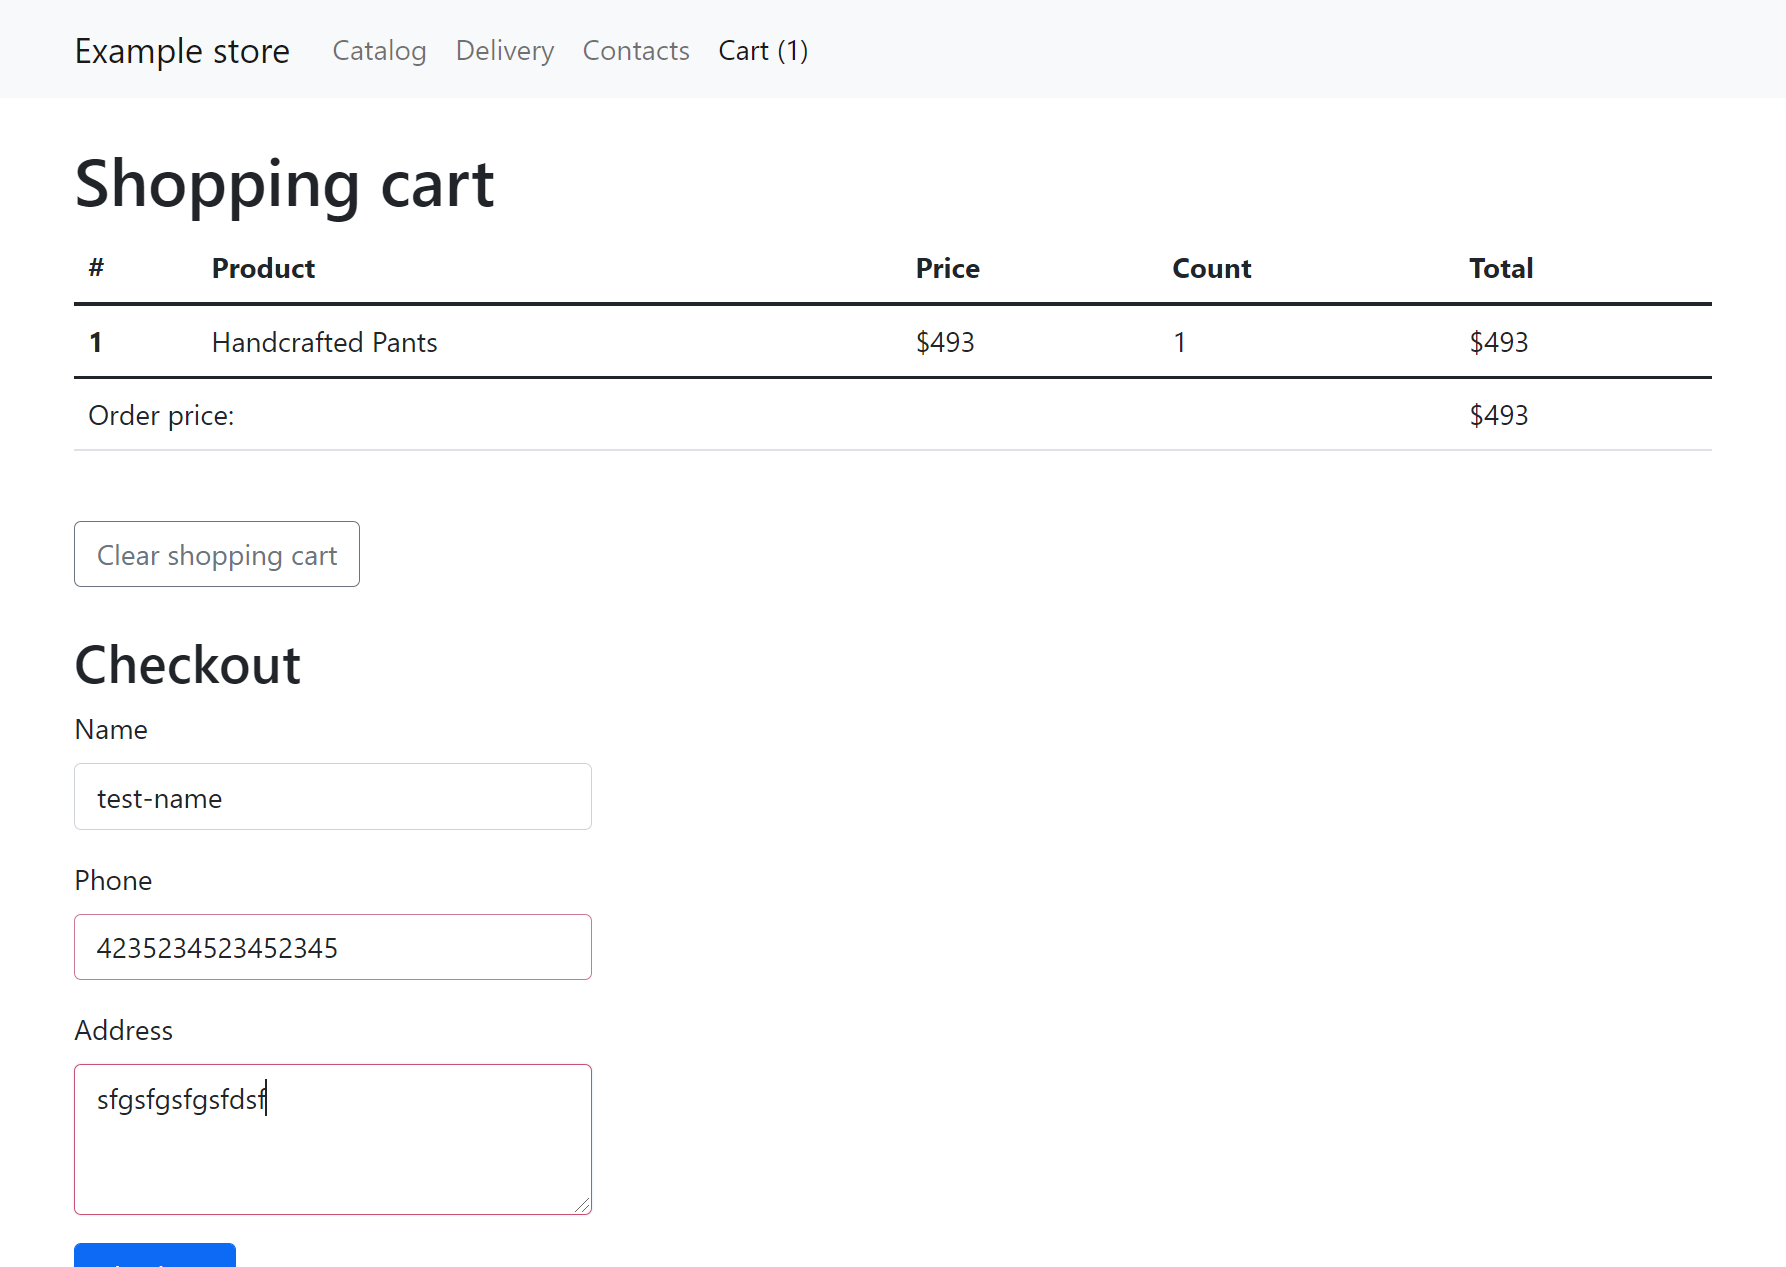 Example store Catalog Delivery Contacts Cart (1)
Shopping cart
# Product Price Count Total
1 Handcrafted Pants $493 1 $493
Order price: $493
Clear shopping cart
Checkout
Name
test-name
Phone
4235234523452345
Address
sfgsfgsfgsfdsf